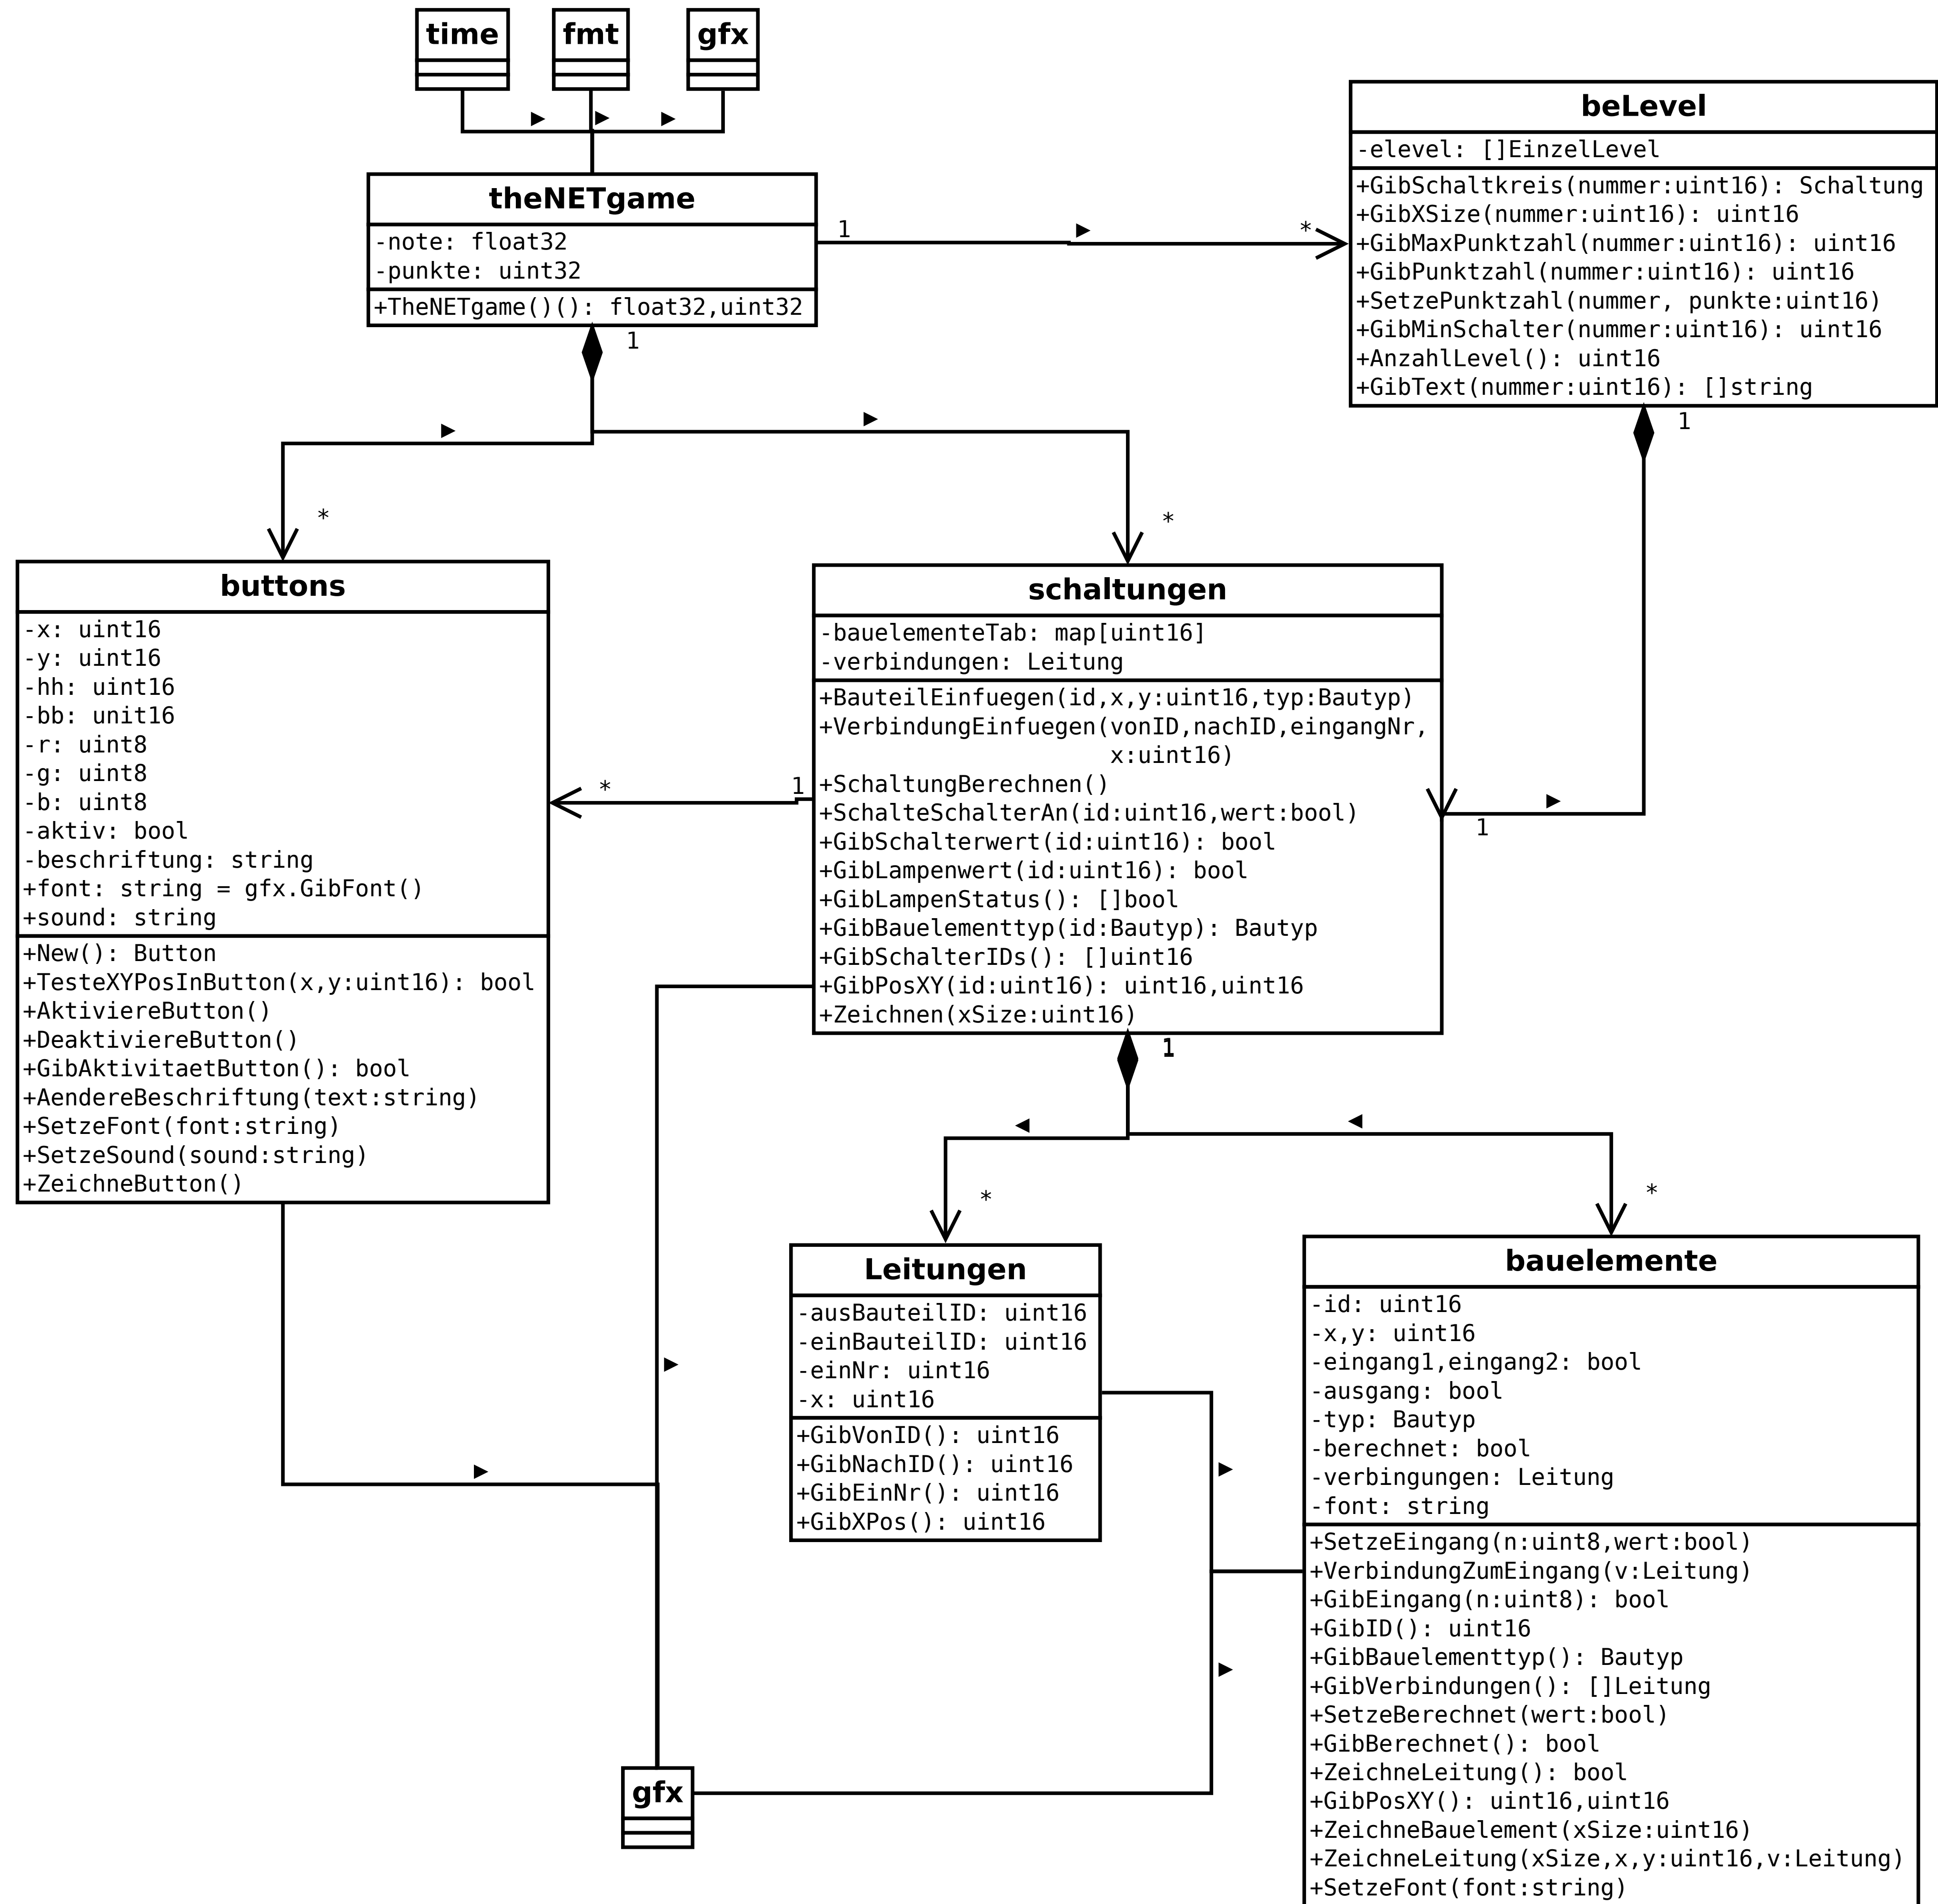 time
fmt
gfx
theNETgame
-note: float32
-punkte: uint32
+TheNETgame()(): float32,uint32
1
*
1
beLevel
-elevel: []EinzelLevel
+GibSchaltkreis(nummer:uint16): Schaltung
+GibXSize(nummer:uint16): uint16
+GibMaxPunktzahl(nummer:uint16): uint16
+GibPunktzahl(nummer:uint16): uint16
+SetzePunktzahl(nummer, punkte:uint16)
+GibMinSchalter(nummer:uint16): uint16
+AnzahlLevel(): uint16
+GibText(nummer:uint16): []string
1
*
*
buttons
-x: uint16
-y: uint16
-hh: uint16
-bb: unit16
-r: uint8
-g: uint8
-b: uint8
-aktiv: bool
-beschriftung: string
+font: string = gfx.GibFont()
+sound: string
+New(): Button
+TesteXYPosInButton(x,y:uint16): bool
+AktiviereButton()
+DeaktiviereButton()
+GibAktivitaetButton(): bool
+AendereBeschriftung(text:string)
+SetzeFont(font:string)
+SetzeSound(sound:string)
+ZeichneButton()
*
1
schaltungen
-bauelementeTab: map[uint16]
-verbindungen: Leitung
+BauteilEinfuegen(id,x,y:uint16,typ:Bautyp)
+VerbindungEinfuegen(vonID,nachID,eingangNr,
x:uint16)
+SchaltungBerechnen()
+SchalteSchalterAn(id:uint16,wert:bool)
+GibSchalterwert(id:uint16): bool
+GibLampenwert(id:uint16): bool
+GibLampenStatus(): []bool
+GibBauelementtyp(id:Bautyp): Bautyp
+GibSchalterIDs(): []uint16
+GibPosXY(id:uint16): uint16,uint16
+Zeichnen(xSize:uint16)
1
1
*
*
Leitungen
-ausBauteilID: uint16
-einBauteilID: uint16
-einNr: uint16
-x: uint16
+GibVonID(): uint16
+GibNachID(): uint16
+GibEinNr(): uint16
+GibXPos(): uint16
bauelemente
-id: uint16
-x,y: uint16
-eingang1,eingang2: bool
-ausgang: bool
-typ: Bautyp
-berechnet: bool
-verbingungen: Leitung
-font: string
+SetzeEingang(n:uint8,wert:bool)
+VerbindungZumEingang(v:Leitung)
+GibEingang(n:uint8): bool
+GibID(): uint16
+GibBauelementtyp(): Bautyp
+GibVerbindungen(): []Leitung
+SetzeBerechnet(wert:bool)
+GibBerechnet(): bool
+ZeichneLeitung(): bool
+GibPosXY(): uint16,uint16
+ZeichneBauelement(xSize:uint16)
+ZeichneLeitung(xSize,x,y:uint16,v:Leitung)
+SetzeFont(font:string)
gfx